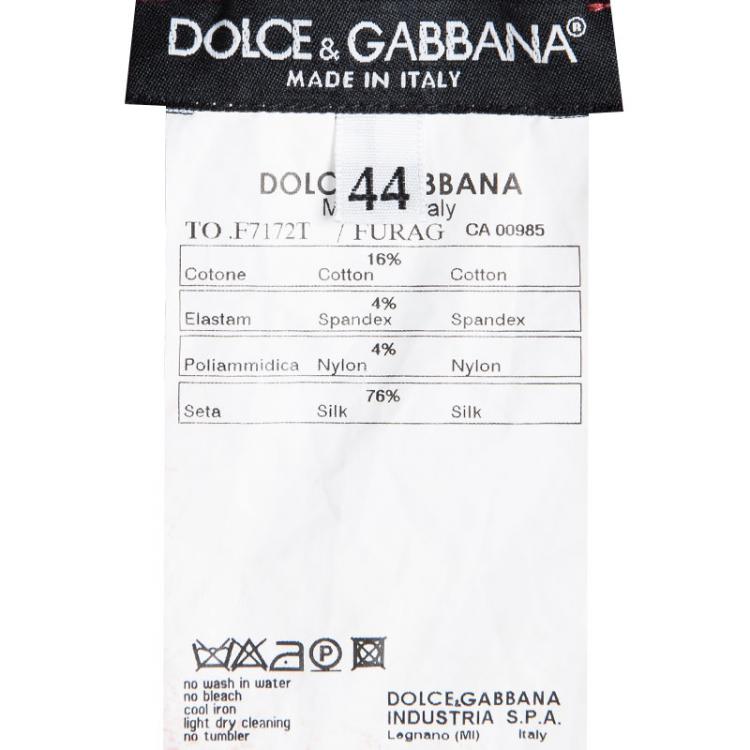 DOLCE & GABBANA®
MADE IN ITALY
44
DOLC BBANA
M aly
TO .F7172T / FURAG CA 00985
16%
Cotone Cotton Cotton
4%
Elastam Spandex Spandex
4%
Poliammidica Nylon Nylon
76%
Seta Silk Silk
P
no wash in water
no bleach
cool iron
light dry cleaning
no tumbler
DOLCE&GABBANA
INDUSTRIA S.P.A.
Legnano (MI) Italy